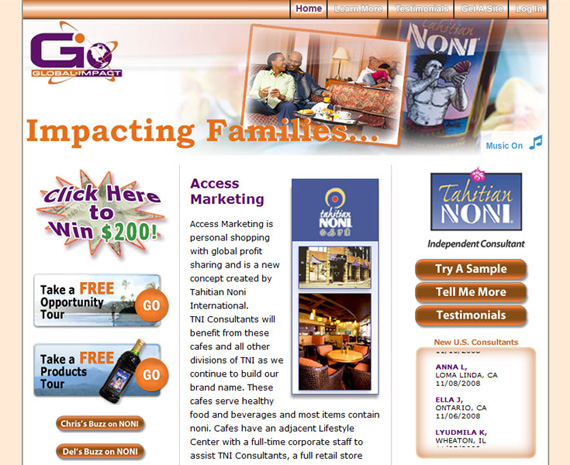 Home
Learn More
Testimonials
Get A Site
Log In
Go
GLOBAL IMPACT
TAHITIAN
NONI
Impacting Families...
Music On
Click Here
to
Win $200!
Take a FREE
Opportunity
Tour
GO
Take a FREE
Products
Tour
GO
Chris's Buzz on NONI
Del's Buzz on NONI
Access
Marketing
Access Marketing is
personal shopping
with global profit
sharing and is a new
concept created by
Tahitian Noni
International.
TNI Consultants will
benefit from these
cafes and all other
divisions of TNI as we
continue to build our
brand name. These
cafes serve healthy
food and beverages and most items contain
noni. Cafes have an adjacent Lifestyle
Center with a full-time corporate staff to
assist TNI Consultants, a full retail store
tahitian
noni
café
Tahitian
NONI
Independent Consultant
Try A Sample
Tell Me More
Testimonials
New U.S. Consultants
11/10/2008
ANNA L,
LOMA LINDA, CA
11/08/2008
ELLA J,
ONTARIO, CA
11/06/2008
LYUDMILA K,
WHEATON, IL